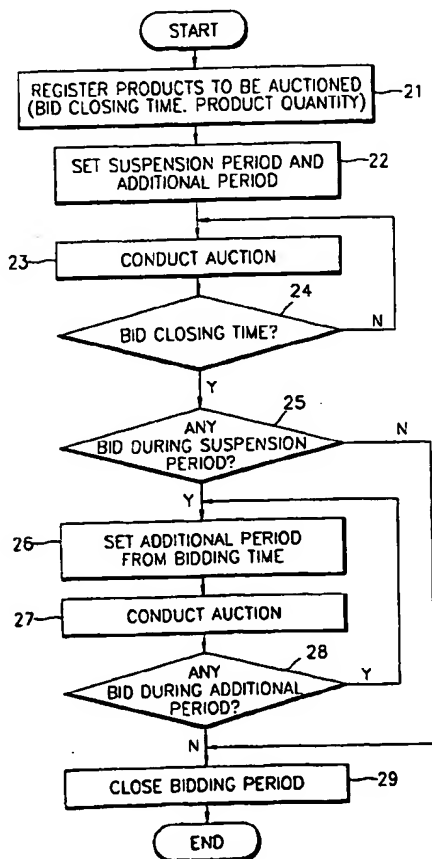 START
REGISTER PRODUCTS TO BE AUCTIONED
(BID CLOSING TIME. PRODUCT QUANTITY)
21
SET SUSPENSION PERIOD AND
ADDITIONAL PERIOD
22
23
CONDUCT AUCTION
24
BID CLOSING TIME?
N
Y
25
ANY
BID DURING SUSPENSION
PERIOD?
N
Y
26
SET ADDITIONAL PERIOD
FROM BIDDING TIME
27
CONDUCT AUCTION
28
ANY
BID DURING ADDITIONAL
PERIOD?
Y
N
CLOSE BIDDING PERIOD
29
END